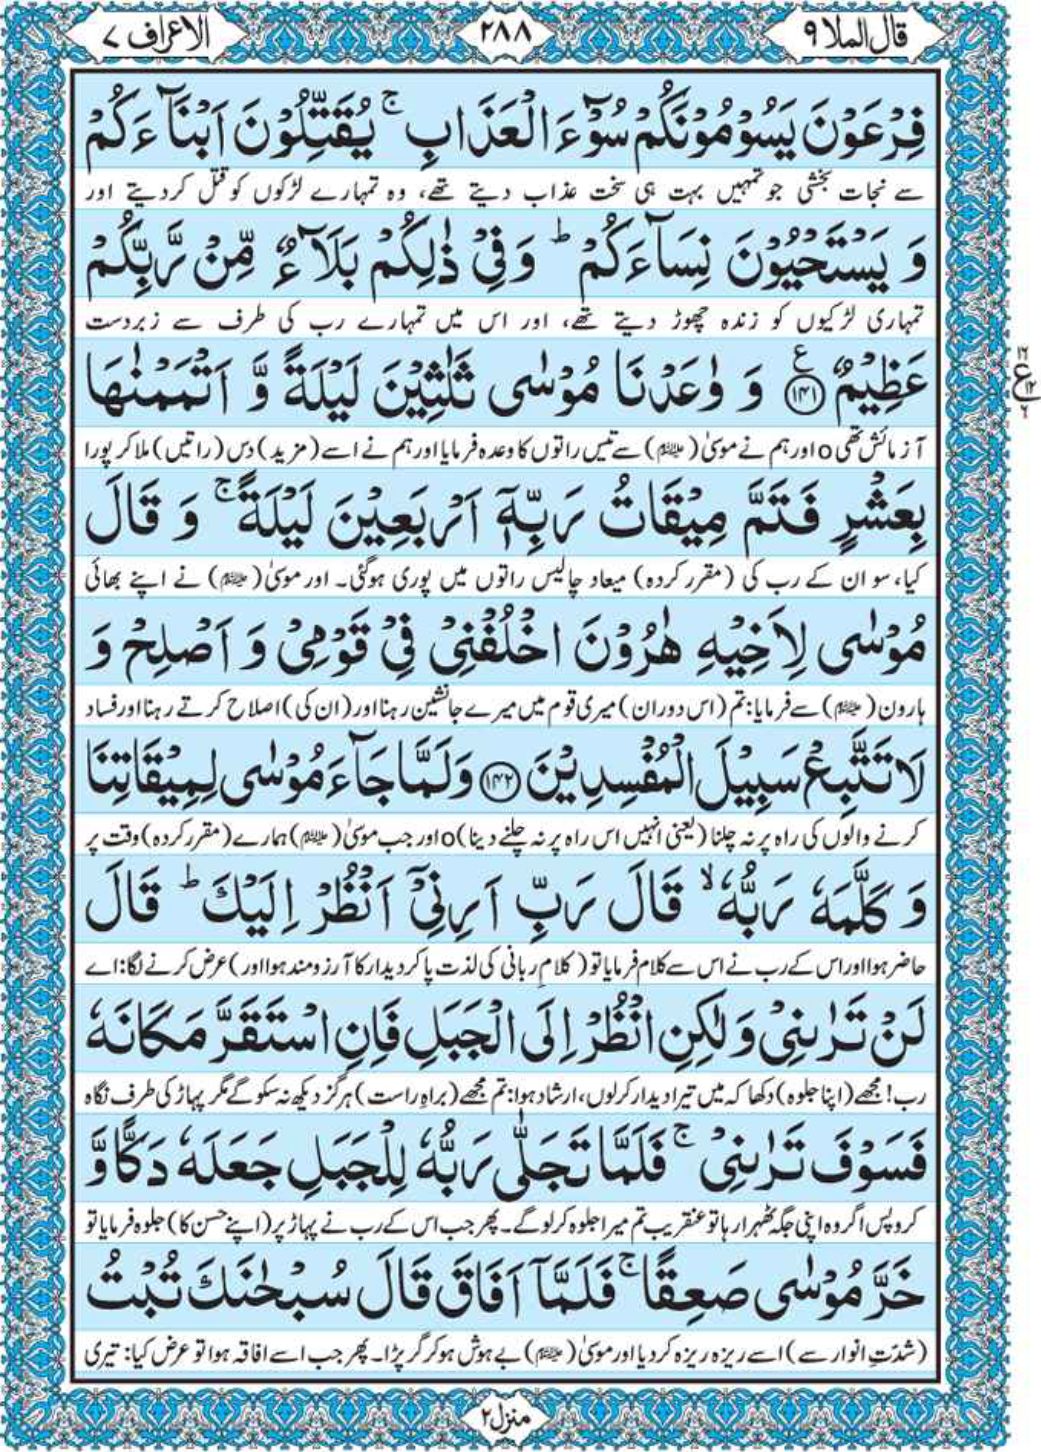 قال الملا ٩
٢٨٨
الاعراف ٧
فِرْعَوْنَ يَسُوْمُوْنَكُمْ سُوْٓءَ الْعَذَابِ ۚ يُقَتِّلُوْنَ اَبْنَآءَكُمْ
سے نجات بخشی جو تمہیں بہت ہی سخت عذاب دیتے تھے، وہ تمہارے لڑکوں کو قتل کردیتے اور
وَ يَسْتَحْيُوْنَ نِسَآءَكُمْ ؕ وَفِيْ ذٰلِكُمْ بَلَآءٌ مِّنْ رَّبِّكُمْ
تمہاری لڑکیوں کو زندہ چھوڑ دیتے تھے، اور اس میں تمہارے رب کی طرف سے زبردست
عَظِيْمٌ ﴿۱۴۱﴾ ع وَ وٰعَدْنَا مُوْسٰى ثَلٰثِيْنَ لَيْلَةً وَّ اَتْمَمْنٰهَا
١٦ ع ١٢ ٦
آزمائش تھی o اور ہم نے موسیٰ (علیہ السلام) سے تیس راتوں کا وعدہ فرمایا اور ہم نے اسے (مزید) دس (راتیں) ملا کر پورا
بِعَشْرٍ فَتَمَّ مِيْقَاتُ رَبِّهٖٓ اَرْبَعِيْنَ لَيْلَةً ۚ وَ قَالَ
کیا، سو ان کے رب کی (مقرر کردہ) میعاد چالیس راتوں میں پوری ہوگئی۔ اور موسیٰ (علیہ السلام) نے اپنے بھائی
مُوْسٰى لِاَخِيْهِ هٰرُوْنَ اخْلُفْنِيْ فِيْ قَوْمِيْ وَ اَصْلِحْ وَ
ہارون (علیہ السلام) سے فرمایا: تم (اس دوران) میری قوم میں میرے جانشین رہنا اور (ان کی) اصلاح کرتے رہنا اور فساد
لَا تَتَّبِعْ سَبِيْلَ الْمُفْسِدِيْنَ ﴿۱۴۲﴾ وَلَمَّا جَآءَ مُوْسٰى لِمِيْقَاتِنَا
کرنے والوں کی راہ پر نہ چلنا (یعنی انہیں اس راہ پر نہ چلنے دینا) o اور جب موسیٰ (علیہ السلام) ہمارے (مقرر کردہ) وقت پر
وَ كَلَّمَهٗ رَبُّهٗ ۙ قَالَ رَبِّ اَرِنِيْٓ اَنْظُرْ اِلَيْكَ ؕ قَالَ
حاضر ہوا اور اس کے رب نے اس سے کلام فرمایا تو (کلامِ ربانی کی لذت پا کر دیدار کا آرزو مند ہوا اور) عرض کرنے لگا: اے
لَنْ تَرٰىنِيْ وَ لٰكِنِ انْظُرْ اِلَى الْجَبَلِ فَاِنِ اسْتَقَرَّ مَكَانَهٗ
رب! مجھے (اپنا جلوہ) دکھا کہ میں تیرا دیدار کرلوں، ارشاد ہوا: تم مجھے (براہِ راست) ہرگز دیکھ نہ سکو گے مگر پہاڑ کی طرف نگاہ
فَسَوْفَ تَرٰىنِيْ ۚ فَلَمَّا تَجَلّٰى رَبُّهٗ لِلْجَبَلِ جَعَلَهٗ دَكًّا وَّ
کرو پس اگر وہ اپنی جگہ ٹھہرا رہا تو عنقریب تم میرا جلوہ کرلو گے۔ پھر جب اس کے رب نے پہاڑ پر (اپنے حسن کا) جلوہ فرمایا تو
خَرَّ مُوْسٰى صَعِقًا ۚ فَلَمَّآ اَفَاقَ قَالَ سُبْحٰنَكَ تُبْتُ
(شدّتِ انوار سے) اسے ریزہ ریزہ کردیا اور موسیٰ (علیہ السلام) بے ہوش ہو کر گر پڑا۔ پھر جب اسے افاقہ ہوا تو عرض کیا: تیری
منزل ٢